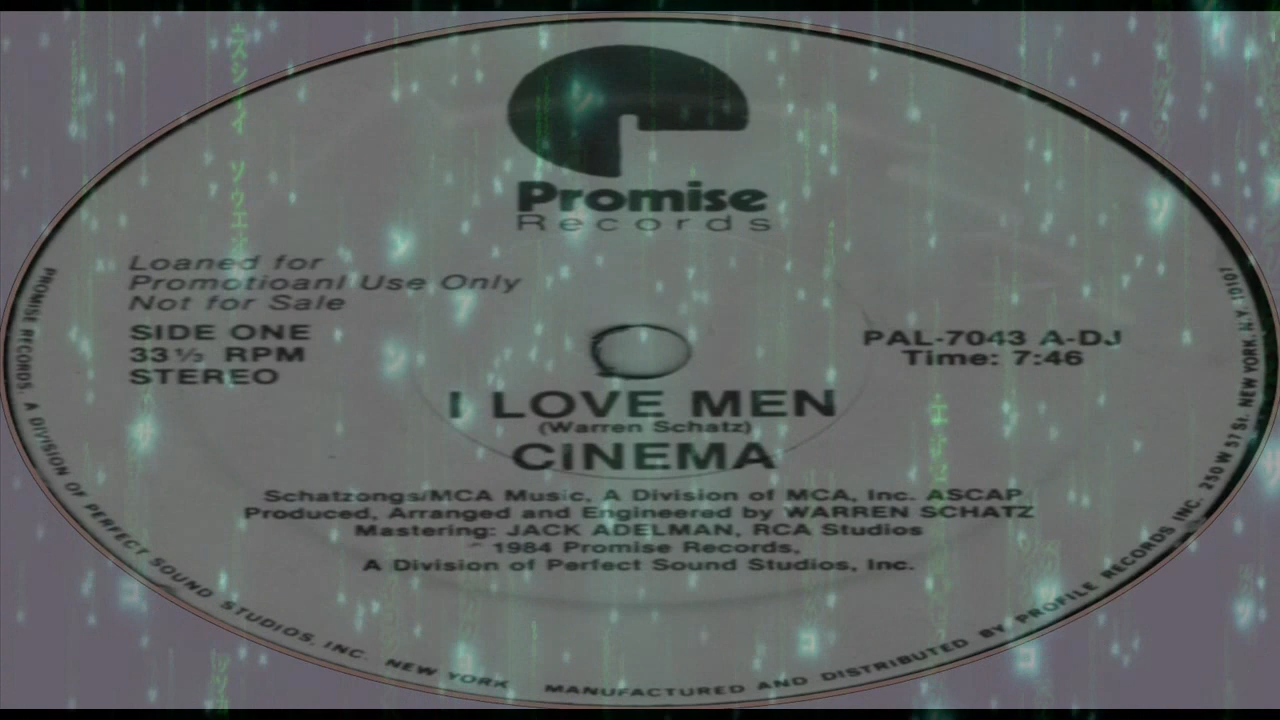 Promise
Records
Loaned for
Promotioanl Use Only
Not for Sale
SIDE ONE
33⅓ RPM
STEREO
PAL-7043 A-DJ
Time: 7:46
I LOVE MEN
(Warren Schatz)
CINEMA
Schatzongs/MCA Music, A Division of MCA, Inc. ASCAP
Produced, Arranged and Engineered by WARREN SCHATZ
Mastering: JACK ADELMAN, RCA Studios
1984 Promise Records,
A Division of Perfect Sound Studios, Inc.
PROMISE RECORDS, A DIVISION OF PERFECT SOUND STUDIOS, INC. NEW YORK MANUFACTURED AND DISTRIBUTED BY PROFILE RECORDS INC. 250 W 57 St. NEW YORK, N.Y. 10107